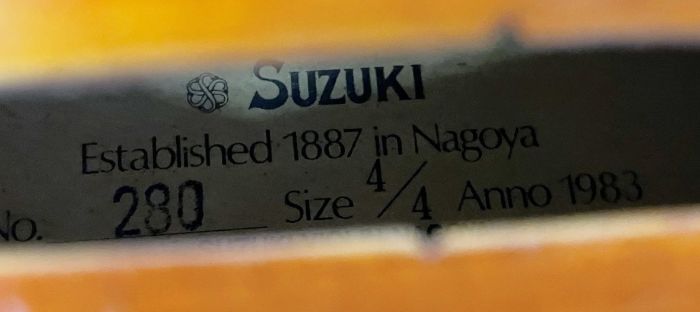 SUZUKI
Established 1887 in Nagoya
No. 280 Size 4/4 Anno 1983